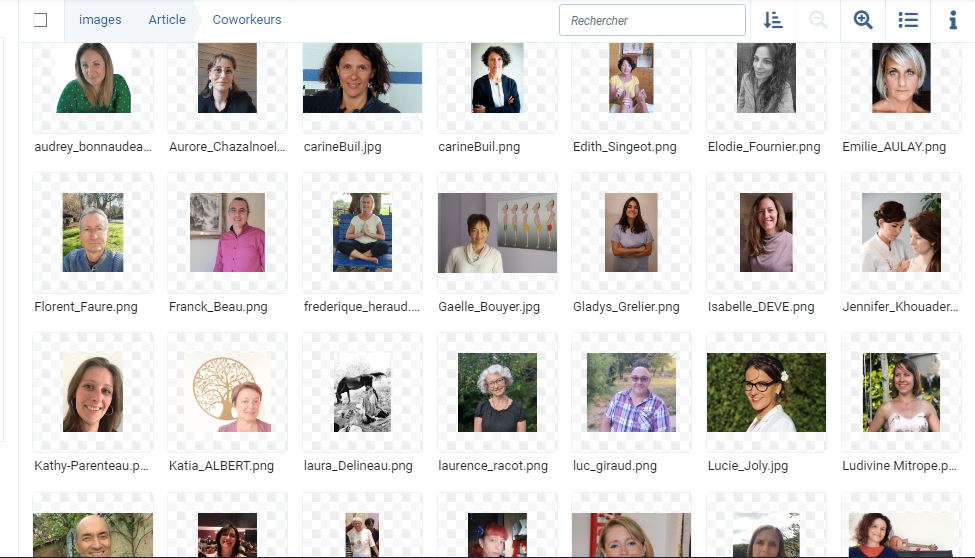 images Article Coworkeurs Rechercher
audrey_bonnaudea... Aurore_Chazalnoel... carineBuil.jpg carineBuil.png Edith_Singeot.png Elodie_Fournier.png Emilie_AULAY.png
Florent_Faure.png Franck_Beau.png frederique_heraud.... Gaelle_Bouyer.jpg Gladys_Grelier.png Isabelle_DEVE.png Jennifer_Khouader...
Kathy-Parenteau.p... Katia_ALBERT.png laura_Delineau.png laurence_racot.png luc_giraud.png Lucie_Joly.jpg Ludivine Mitrope.p...